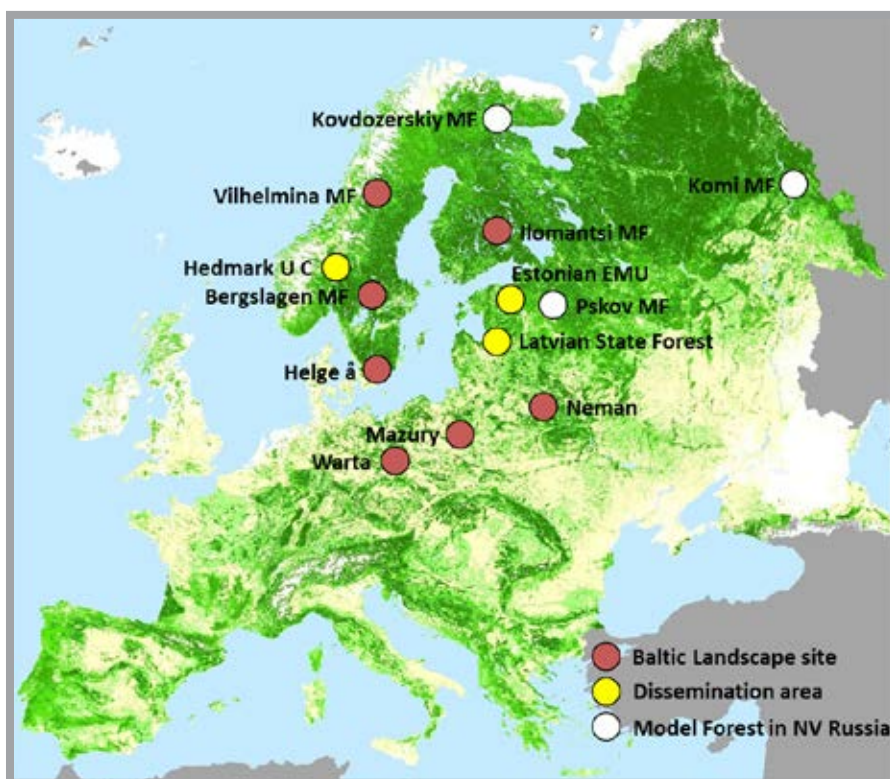 Kovdozerskiy MF
Komi MF
Vilhelmina MF
Ilomantsi MF
Hedmark U C
Estonian EMU
Bergslagen MF
Pskov MF
Latvian State Forest
Helge å
Neman
Mazury
Warta
Baltic Landscape site
Dissemination area
Model Forest in NV Russia